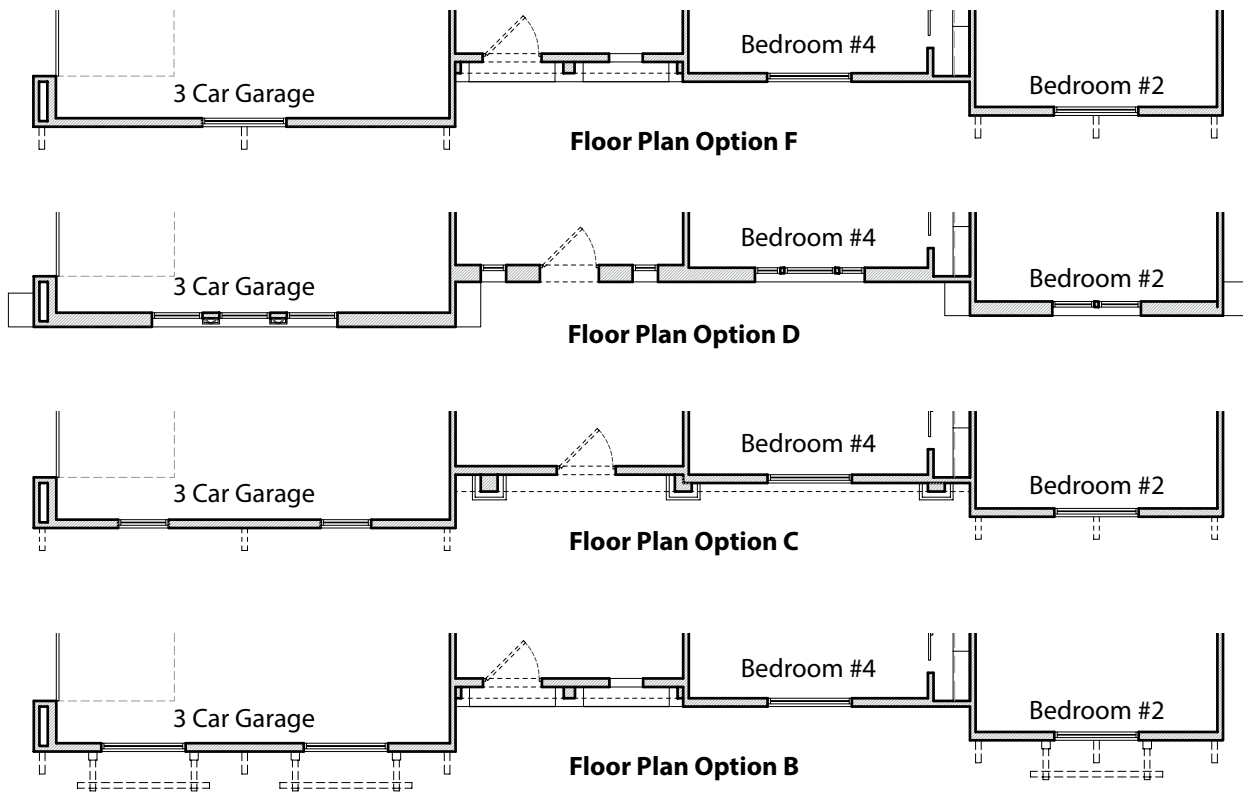 Bedroom #4
3 Car Garage
Bedroom #2
Floor Plan Option F
Bedroom #4
3 Car Garage
Bedroom #2
Floor Plan Option D
Bedroom #4
3 Car Garage
Bedroom #2
Floor Plan Option C
Bedroom #4
3 Car Garage
Bedroom #2
Floor Plan Option B